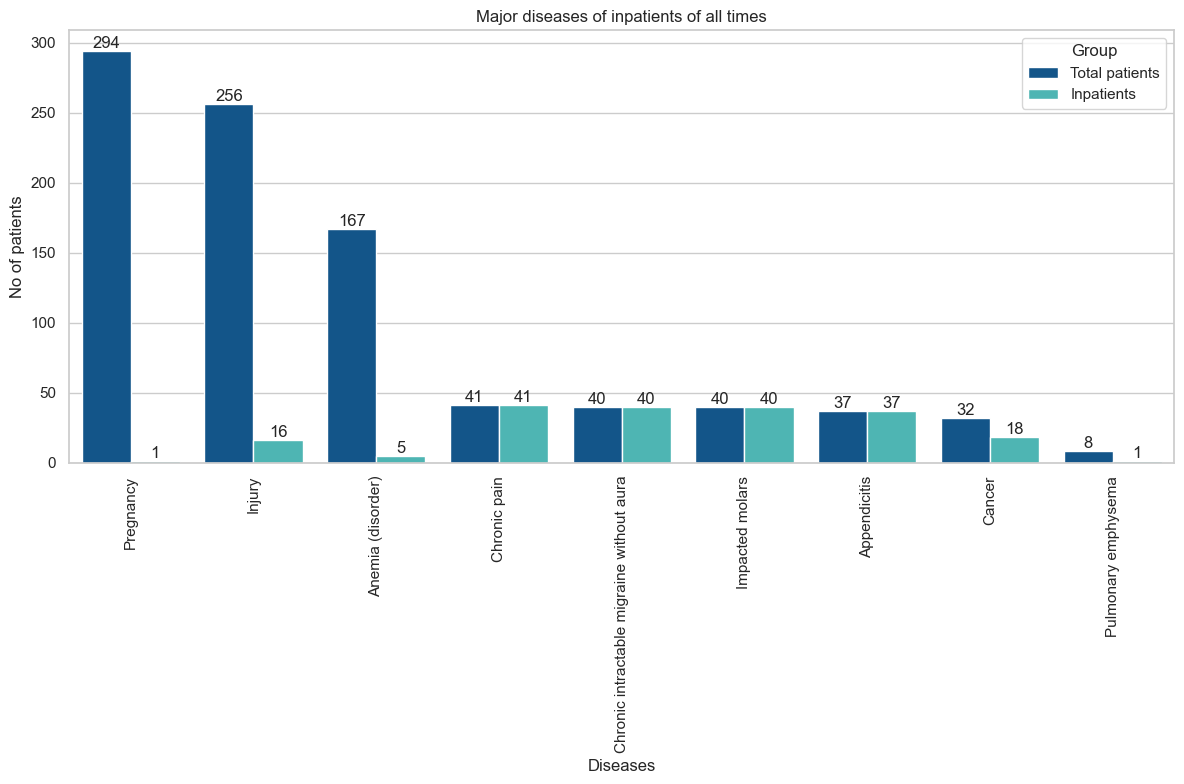 Major diseases of inpatients of all times
300
250
200
150
100
50
0
No of patients
294
1
256
16
167
5
41
41
40
40
40
40
37
37
32
18
8
1
Group
Total patients
Inpatients
Pregnancy
Injury
Anemia (disorder)
Chronic pain
Chronic intractable migraine without aura
Impacted molars
Appendicitis
Cancer
Pulmonary emphysema
Diseases